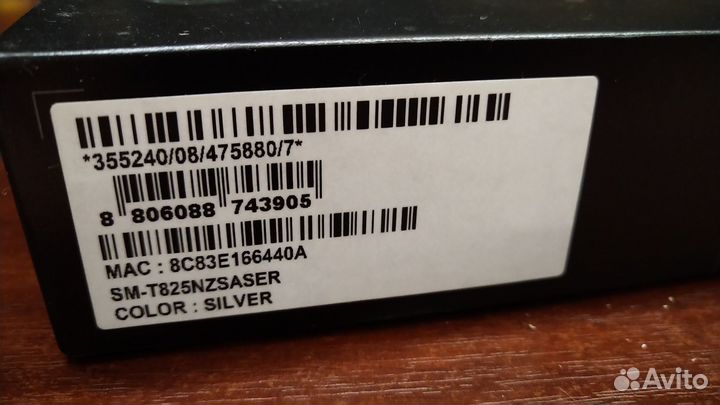 *355240/08/475880/7*
8 806088 743905
MAC : 8C83E166440A
SM-T825NZSASER
COLOR : SILVER
Avito